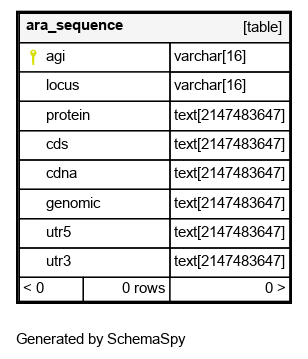 ara_sequence [table]
agi varchar[16]
locus varchar[16]
protein text[2147483647]
cds text[2147483647]
cdna text[2147483647]
genomic text[2147483647]
utr5 text[2147483647]
utr3 text[2147483647]
< 0 0 rows 0 >
Generated by SchemaSpy